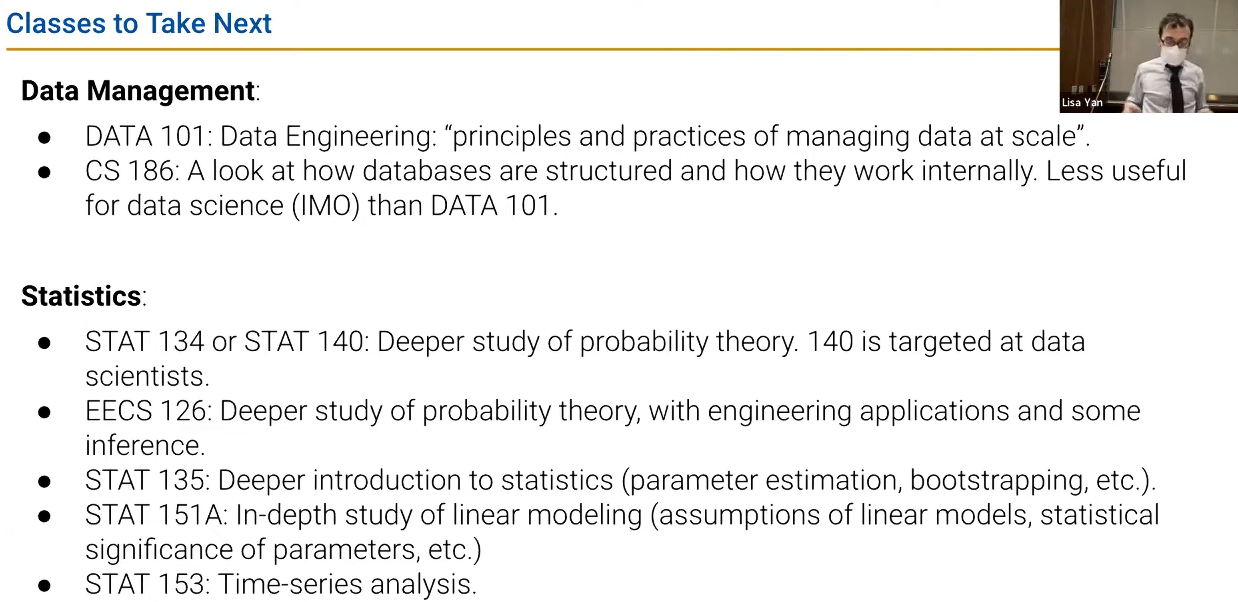 Classes to Take Next
Lisa Yan
Data Management:
● DATA 101: Data Engineering: “principles and practices of managing data at scale”.
● CS 186: A look at how databases are structured and how they work internally. Less useful
for data science (IMO) than DATA 101.
Statistics:
● STAT 134 or STAT 140: Deeper study of probability theory. 140 is targeted at data
scientists.
● EECS 126: Deeper study of probability theory, with engineering applications and some
inference.
● STAT 135: Deeper introduction to statistics (parameter estimation, bootstrapping, etc.).
● STAT 151A: In-depth study of linear modeling (assumptions of linear models, statistical
significance of parameters, etc.)
● STAT 153: Time-series analysis.